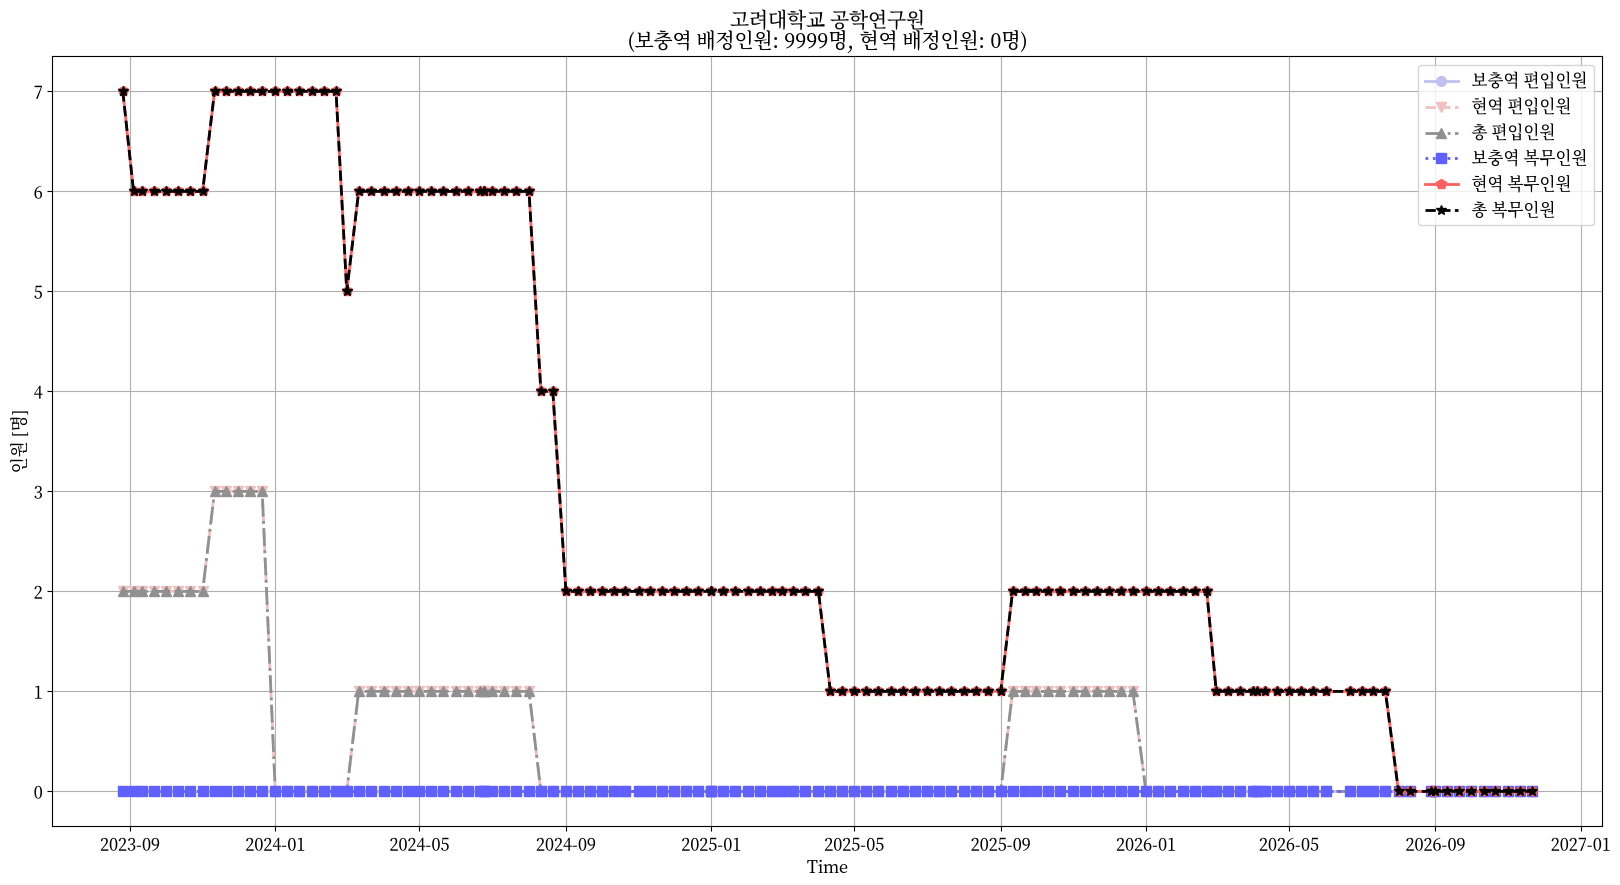 고려대학교 공학연구원
(보충역 배정인원: 9999명, 현역 배정인원: 0명)
보충역 편입인원
현역 편입인원
총 편입인원
보충역 복무인원
현역 복무인원
총 복무인원
인원 [명]
7
6
5
4
3
2
1
0
2023-09
2024-01
2024-05
2024-09
2025-01
2025-05
2025-09
2026-01
2026-05
2026-09
2027-01
Time